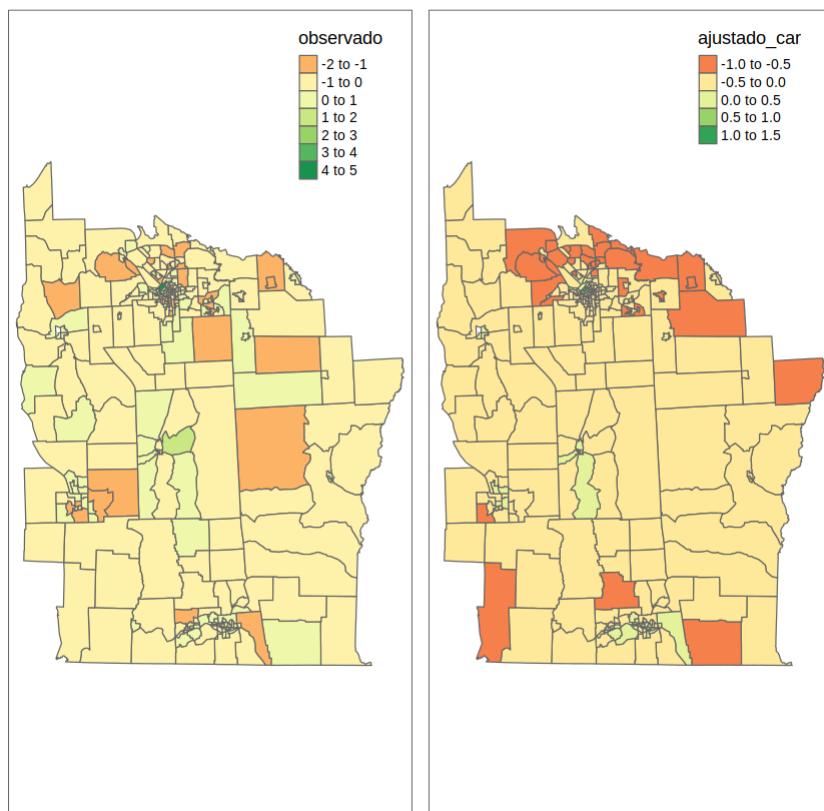 observado
-2 to -1
-1 to 0
0 to 1
1 to 2
2 to 3
3 to 4
4 to 5
ajustado_car
-1.0 to -0.5
-0.5 to 0.0
0.0 to 0.5
0.5 to 1.0
1.0 to 1.5